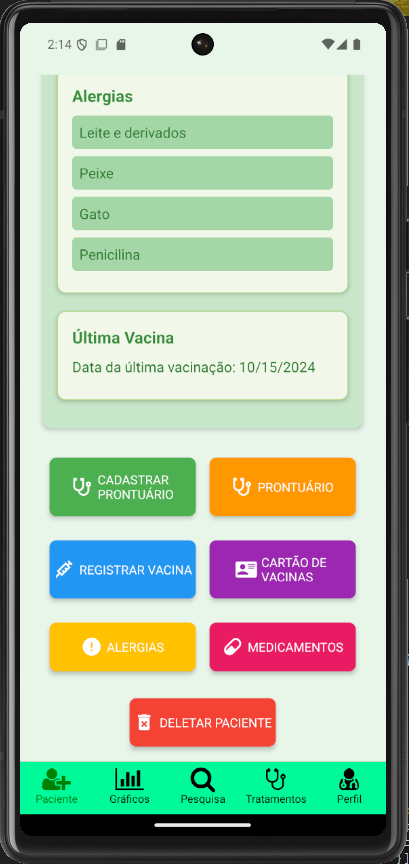 2:14
Alergias
Leite e derivados
Peixe
Gato
Penicilina
Última Vacina
Data da última vacinação: 10/15/2024
CADASTRAR
PRONTUÁRIO
PRONTUÁRIO
REGISTRAR VACINA
CARTÃO DE
VACINAS
ALERGIAS
MEDICAMENTOS
DELETAR PACIENTE
Paciente
Gráficos
Pesquisa
Tratamentos
Perfil